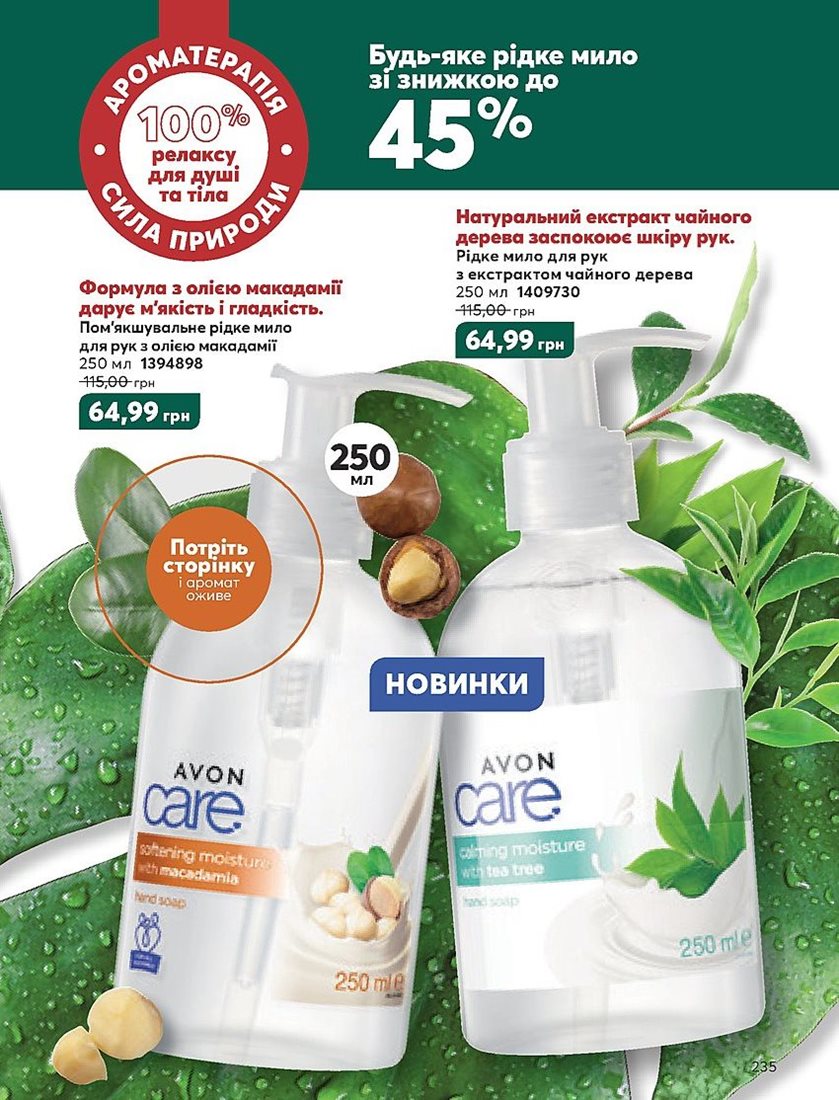 АРОМАТЕРАПІЯ
100%
релаксу
для душі
та тіла
СИЛА ПРИРОДИ
Будь-яке рідке мило
зі знижкою до
45%
Натуральний екстракт чайного
дерева заспокоює шкіру рук.
Рідке мило для рук
з екстрактом чайного дерева
250 мл 1409730
115,00 грн
64,99 грн
Формула з олією макадамії
дарує м'якість і гладкість.
Пом'якшувальне рідке мило
для рук з олією макадамії
250 мл 1394898
115,00 грн
64,99 грн
250
мл
Потріть
сторінку
і аромат
оживе
НОВИНКИ
AVON
care
softening moisture
with macadamia
hand soap
250 ml e
AVON
care
calming moisture
with tea tree
hand soap
250 ml e
235